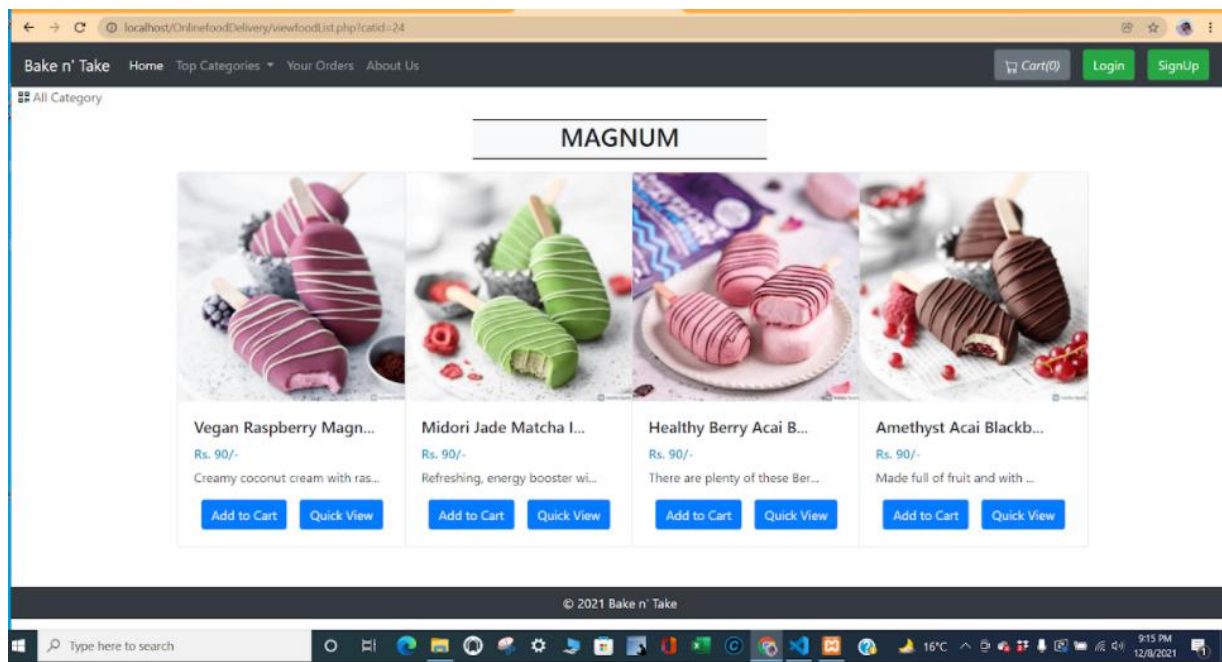 localhost/OnlinefoodDelivery/viewfoodList.php?catid=24
Bake n' Take Home Top Categories Your Orders About Us Cart(0) Login SignUp
All Category
MAGNUM
Vegan Raspberry Magn... Midori Jade Matcha I... Healthy Berry Acai B... Amethyst Acai Blackb...
Rs. 90/- Rs. 90/- Rs. 90/- Rs. 90/-
Creamy coconut cream with ras... Refreshing, energy booster wi... There are plenty of these Ber... Made full of fruit and with ...
Add to Cart Quick View Add to Cart Quick View Add to Cart Quick View Add to Cart Quick View
© 2021 Bake n' Take
Type here to search 16°C 9:15 PM
12/8/2021